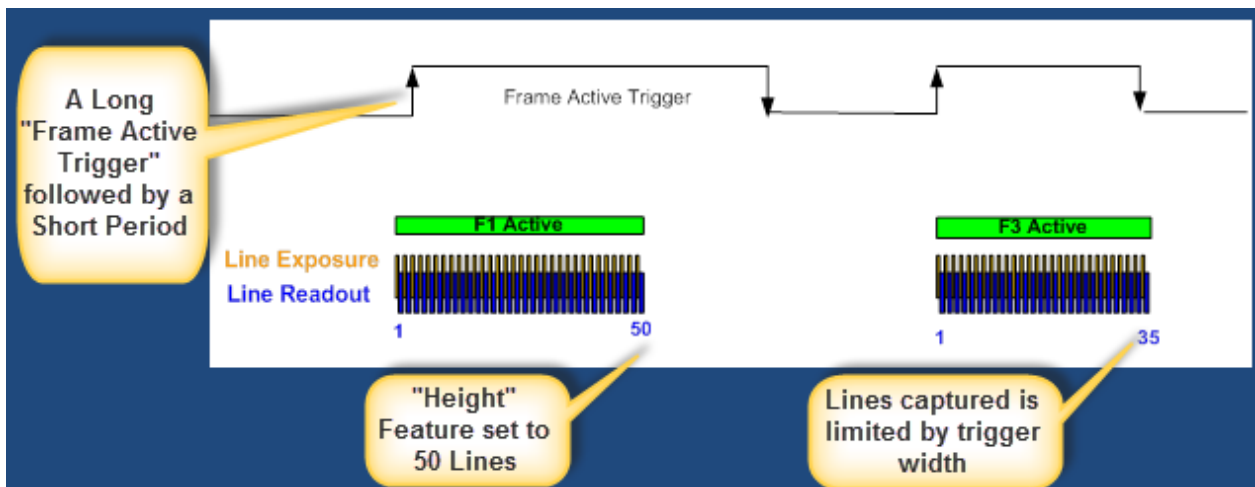 A Long
"Frame Active
Trigger"
followed by a
Short Period
Frame Active Trigger
F1 Active
F3 Active
Line Exposure
Line Readout
1
50
1
35
"Height"
Feature set to
50 Lines
Lines captured is
limited by trigger
width